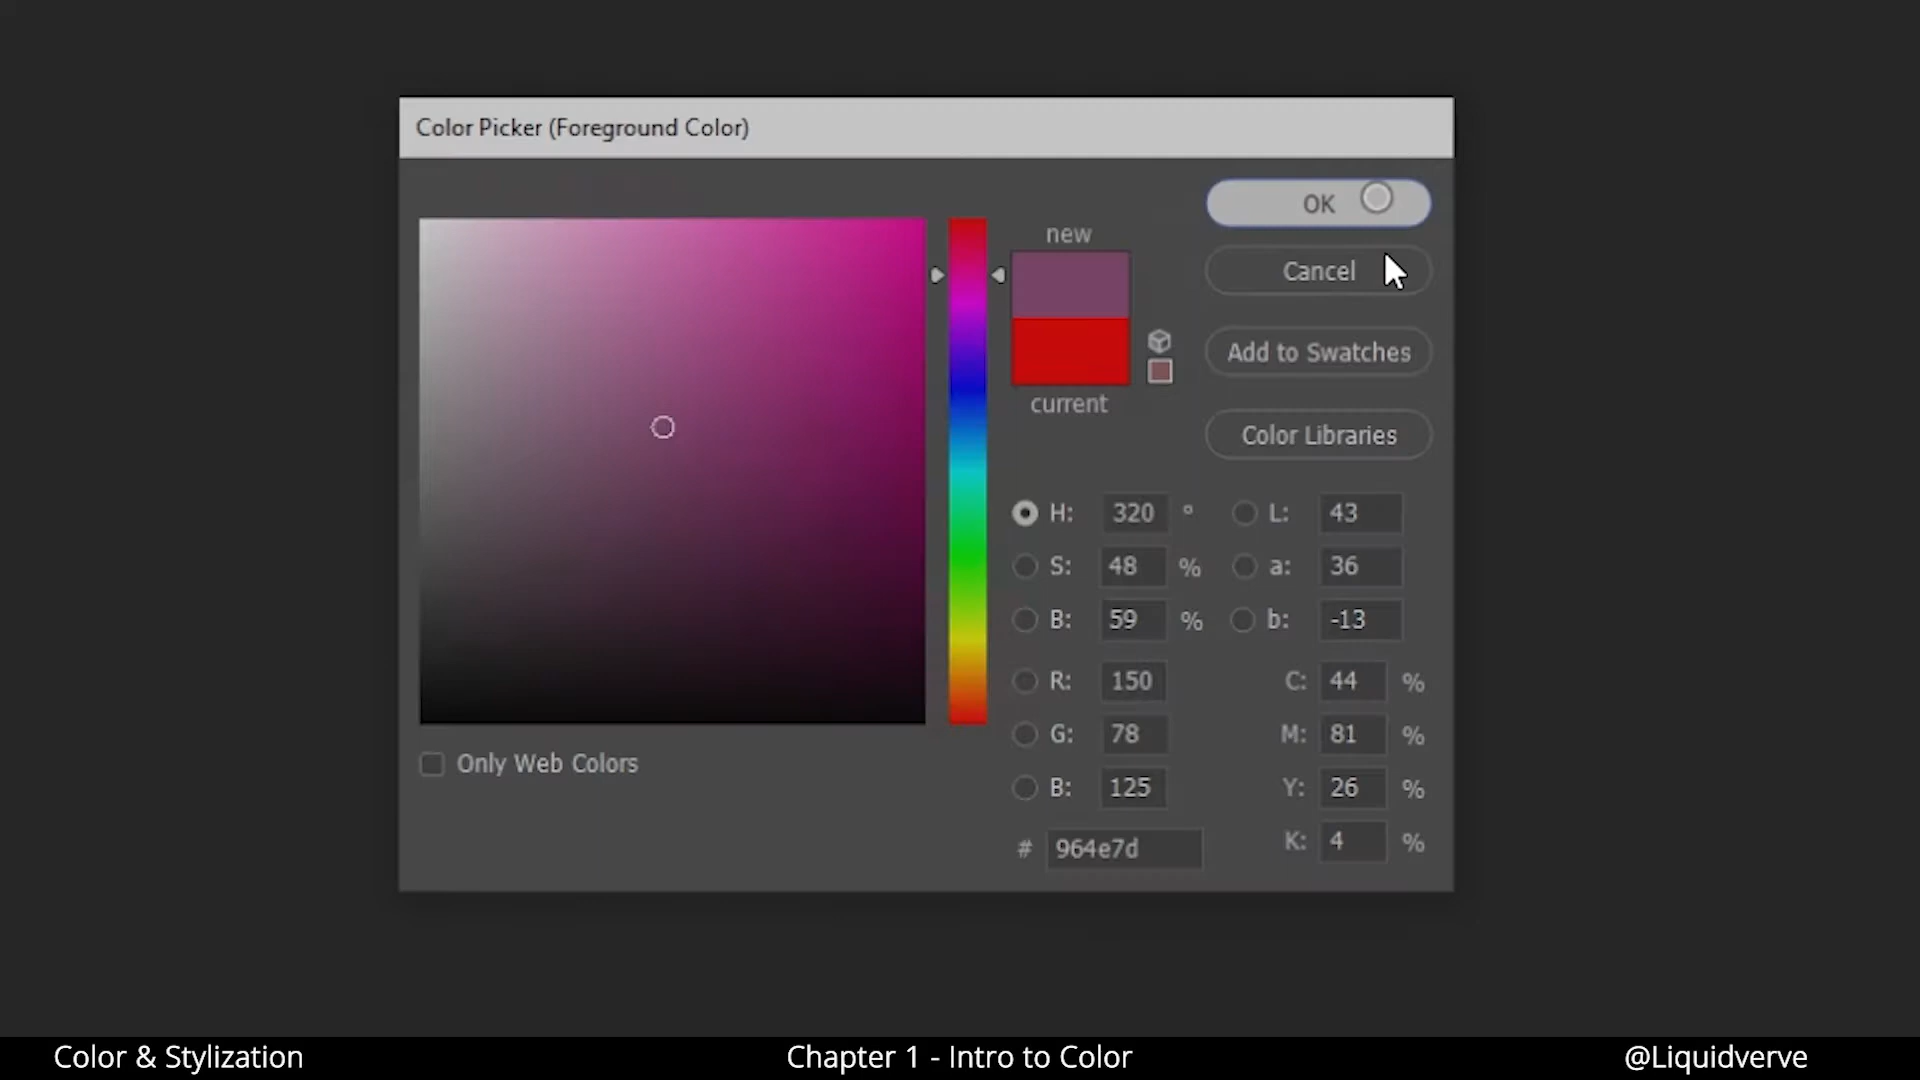 Color Picker (Foreground Color)
OK
new
Cancel
Add to Swatches
current
Color Libraries
H: 320 °
L: 43
S: 48 %
a: 36
B: 59 %
b: -13
R: 150
C: 44 %
G: 78
M: 81 %
Only Web Colors
B: 125
Y: 26 %
# 964e7d
K: 4 %
Color & Stylization
Chapter 1 - Intro to Color
@Liquidverve